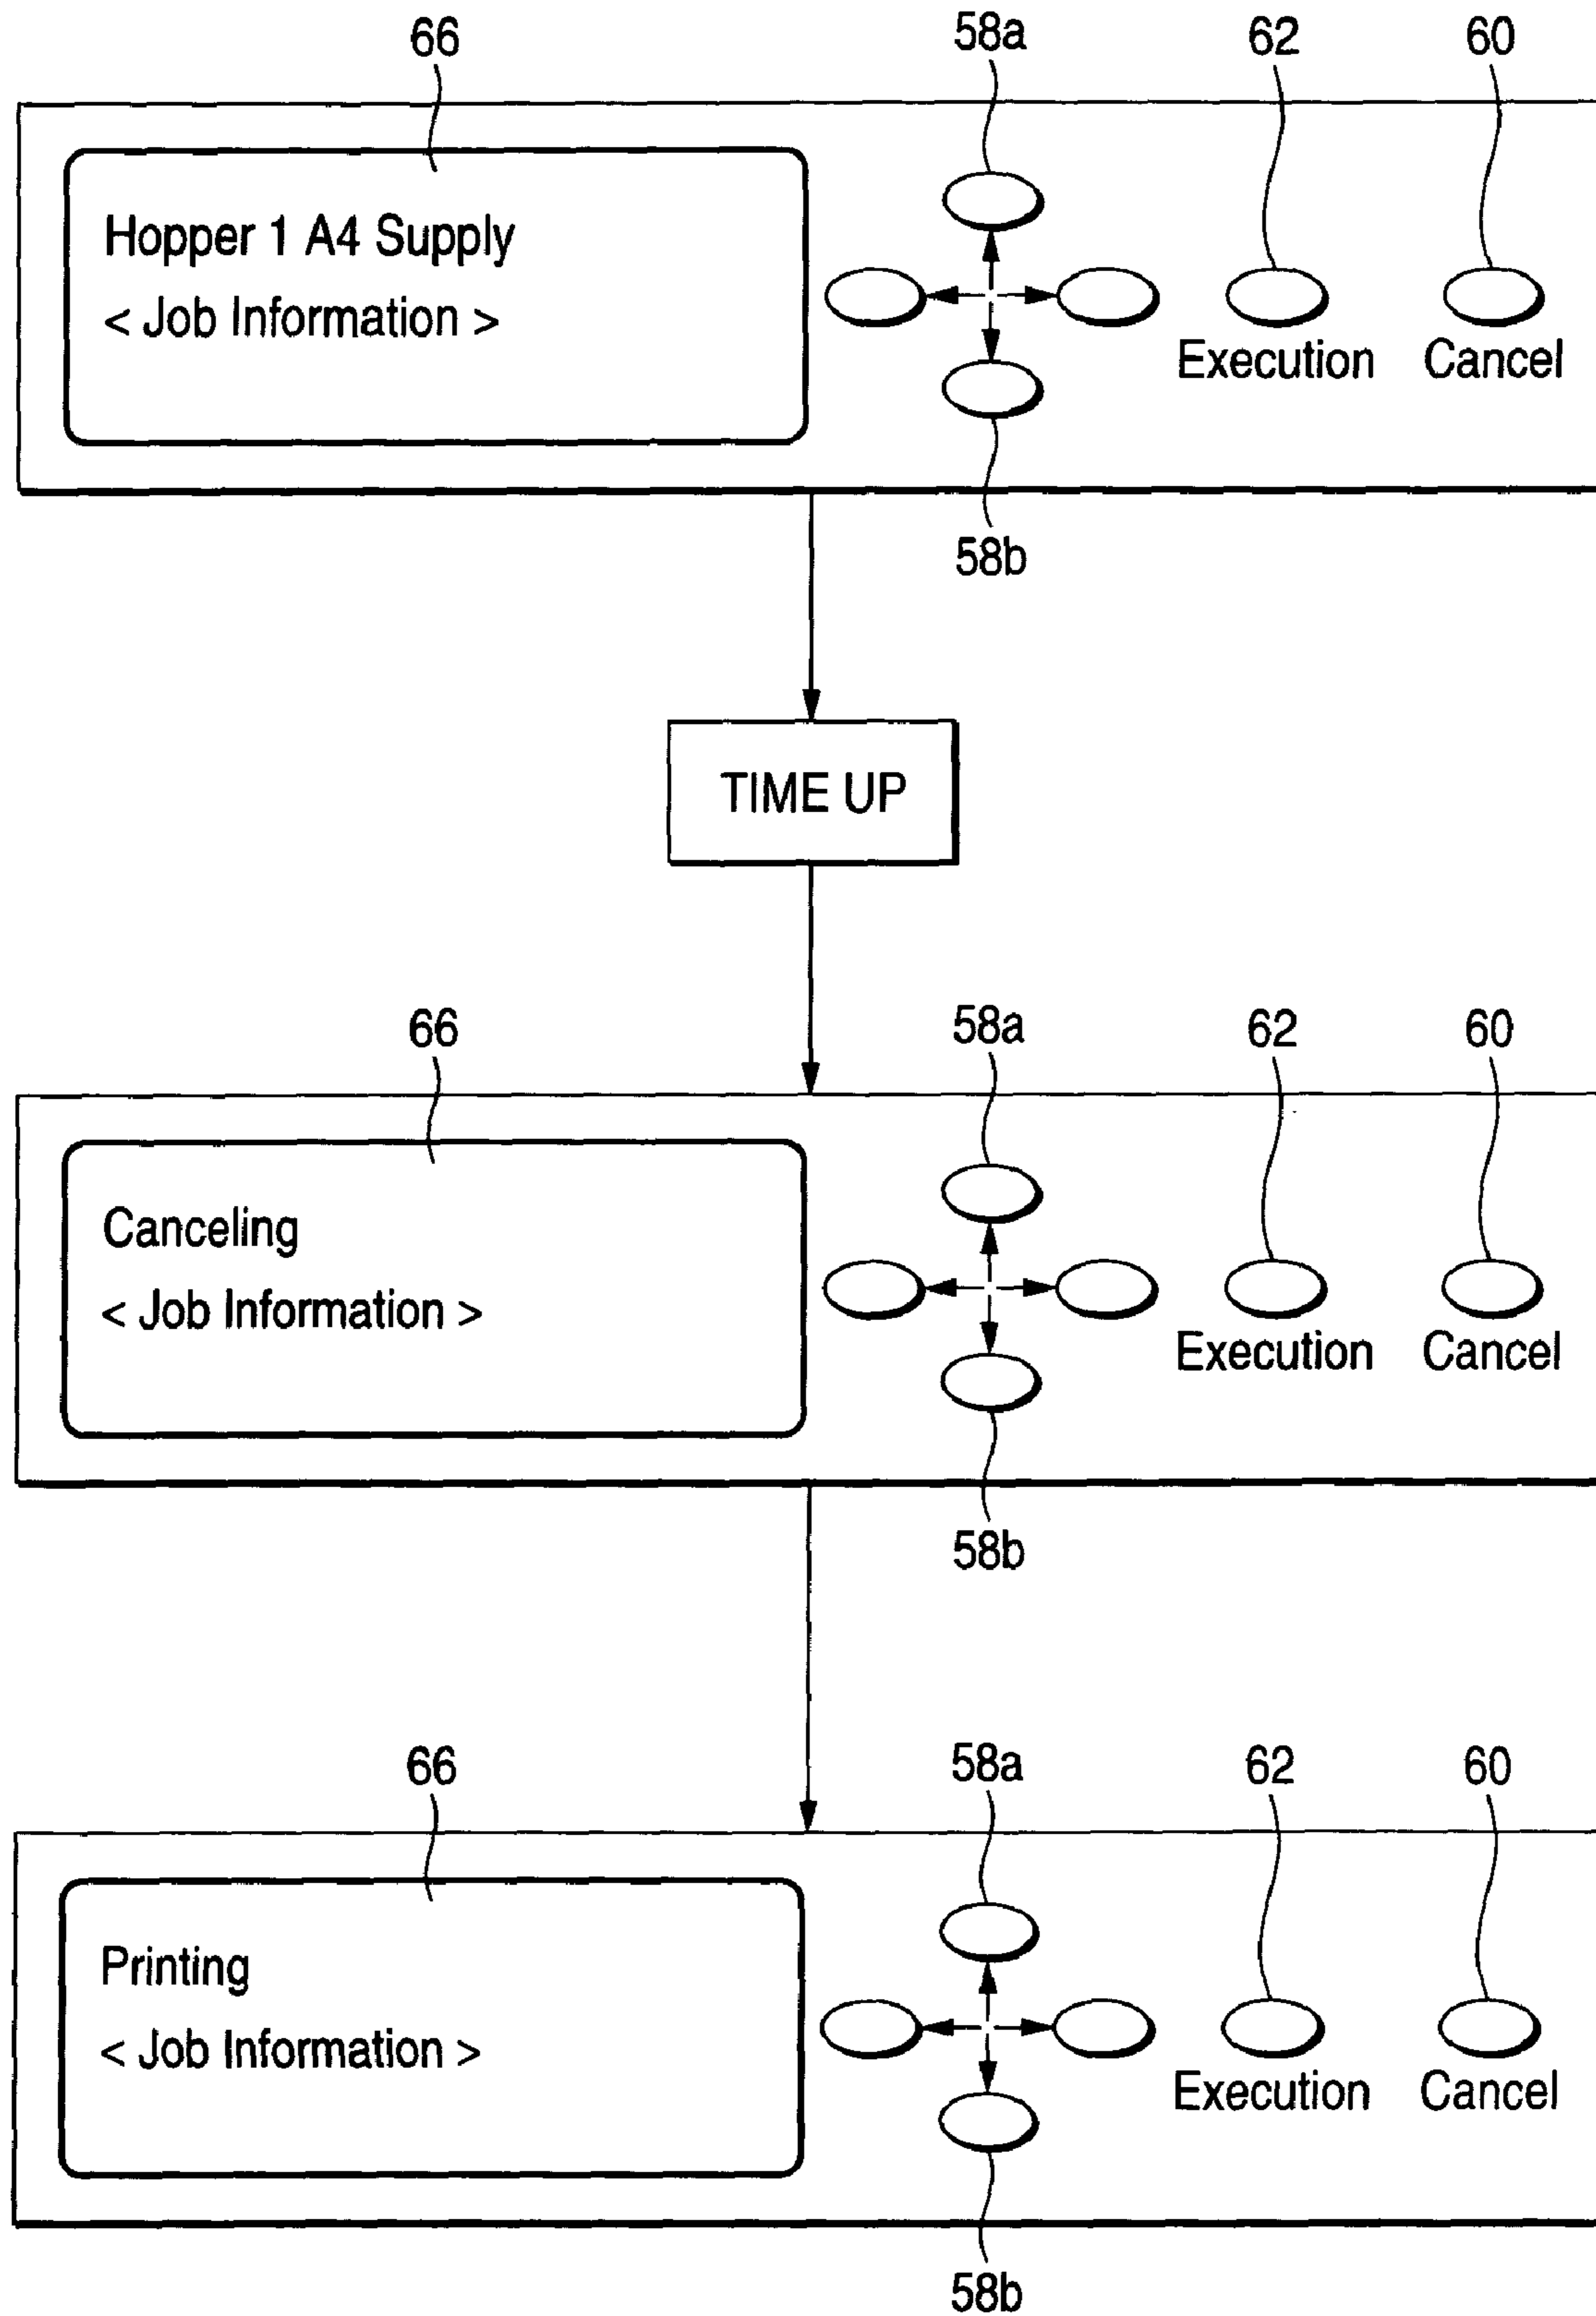 66 58a 62 60
Hopper 1 A4 Supply
< Job Information >
Execution Cancel
58b
TIME UP
66 58a 62 60
Canceling
< Job Information >
Execution Cancel
58b
66 58a 62 60
Printing
< Job Information >
Execution Cancel
58b